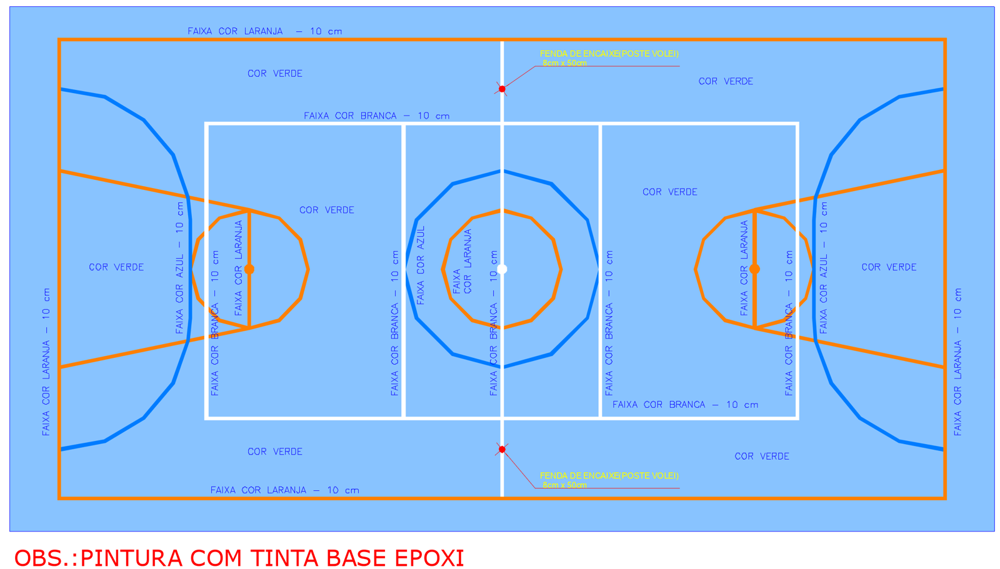 FAIXA COR LARANJA - 10 cm
FENDA DE ENCAIXE(POSTE VOLEI)
8cm x 50cm
COR VERDE
COR VERDE
FAIXA COR BRANCA - 10 cm
COR VERDE
COR VERDE
COR VERDE
COR VERDE
FAIXA COR LARANJA - 10 cm
FAIXA COR AZUL - 10 cm
FAIXA COR BRANCA - 10 cm
FAIXA COR LARANJA
FAIXA COR BRANCA - 10 cm
FAIXA COR AZUL
FAIXA
COR LARANJA
FAIXA COR BRANCA - 10 cm
FAIXA COR BRANCA - 10 cm
FAIXA COR LARANJA
FAIXA COR BRANCA - 10 cm
FAIXA COR AZUL - 10 cm
FAIXA COR LARANJA - 10 cm
FAIXA COR BRANCA - 10 cm
COR VERDE
COR VERDE
FENDA DE ENCAIXE(POSTE VOLEI)
8cm x 50cm
FAIXA COR LARANJA - 10 cm
OBS.:PINTURA COM TINTA BASE EPOXI